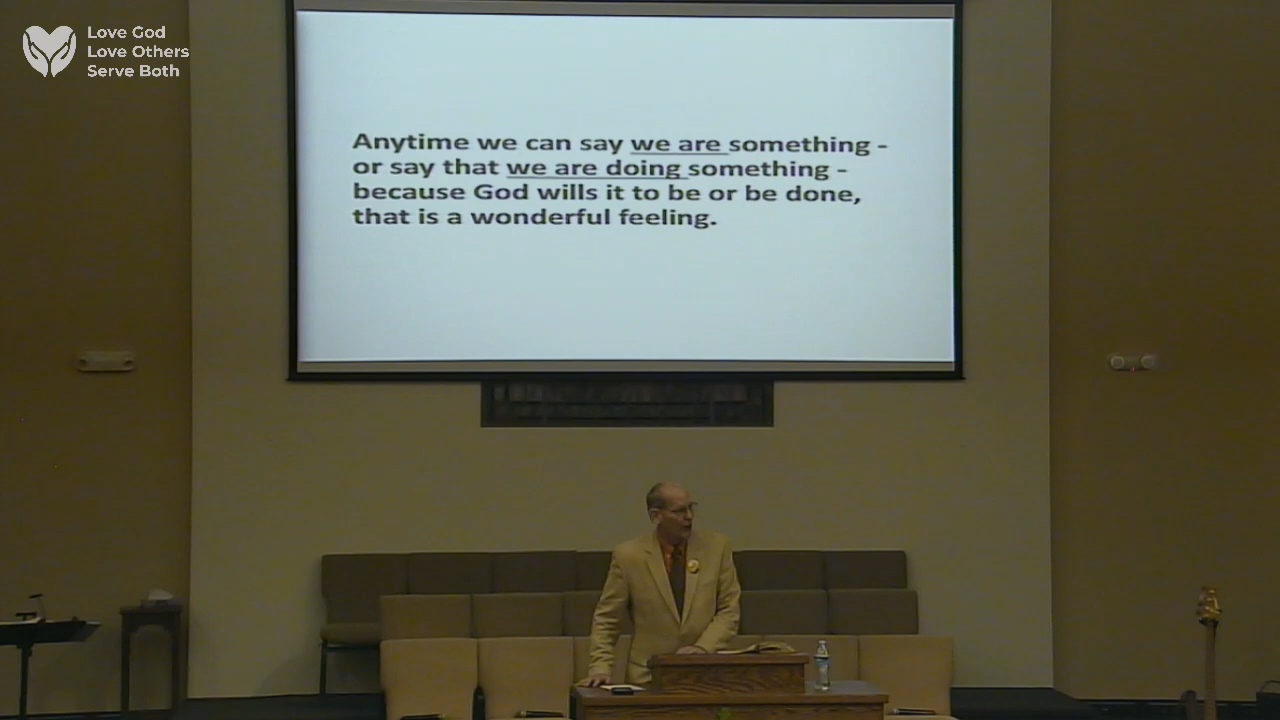 Love God
Love Others
Serve Both
Anytime we can say we are something -
or say that we are doing something -
because God wills it to be or be done,
that is a wonderful feeling.